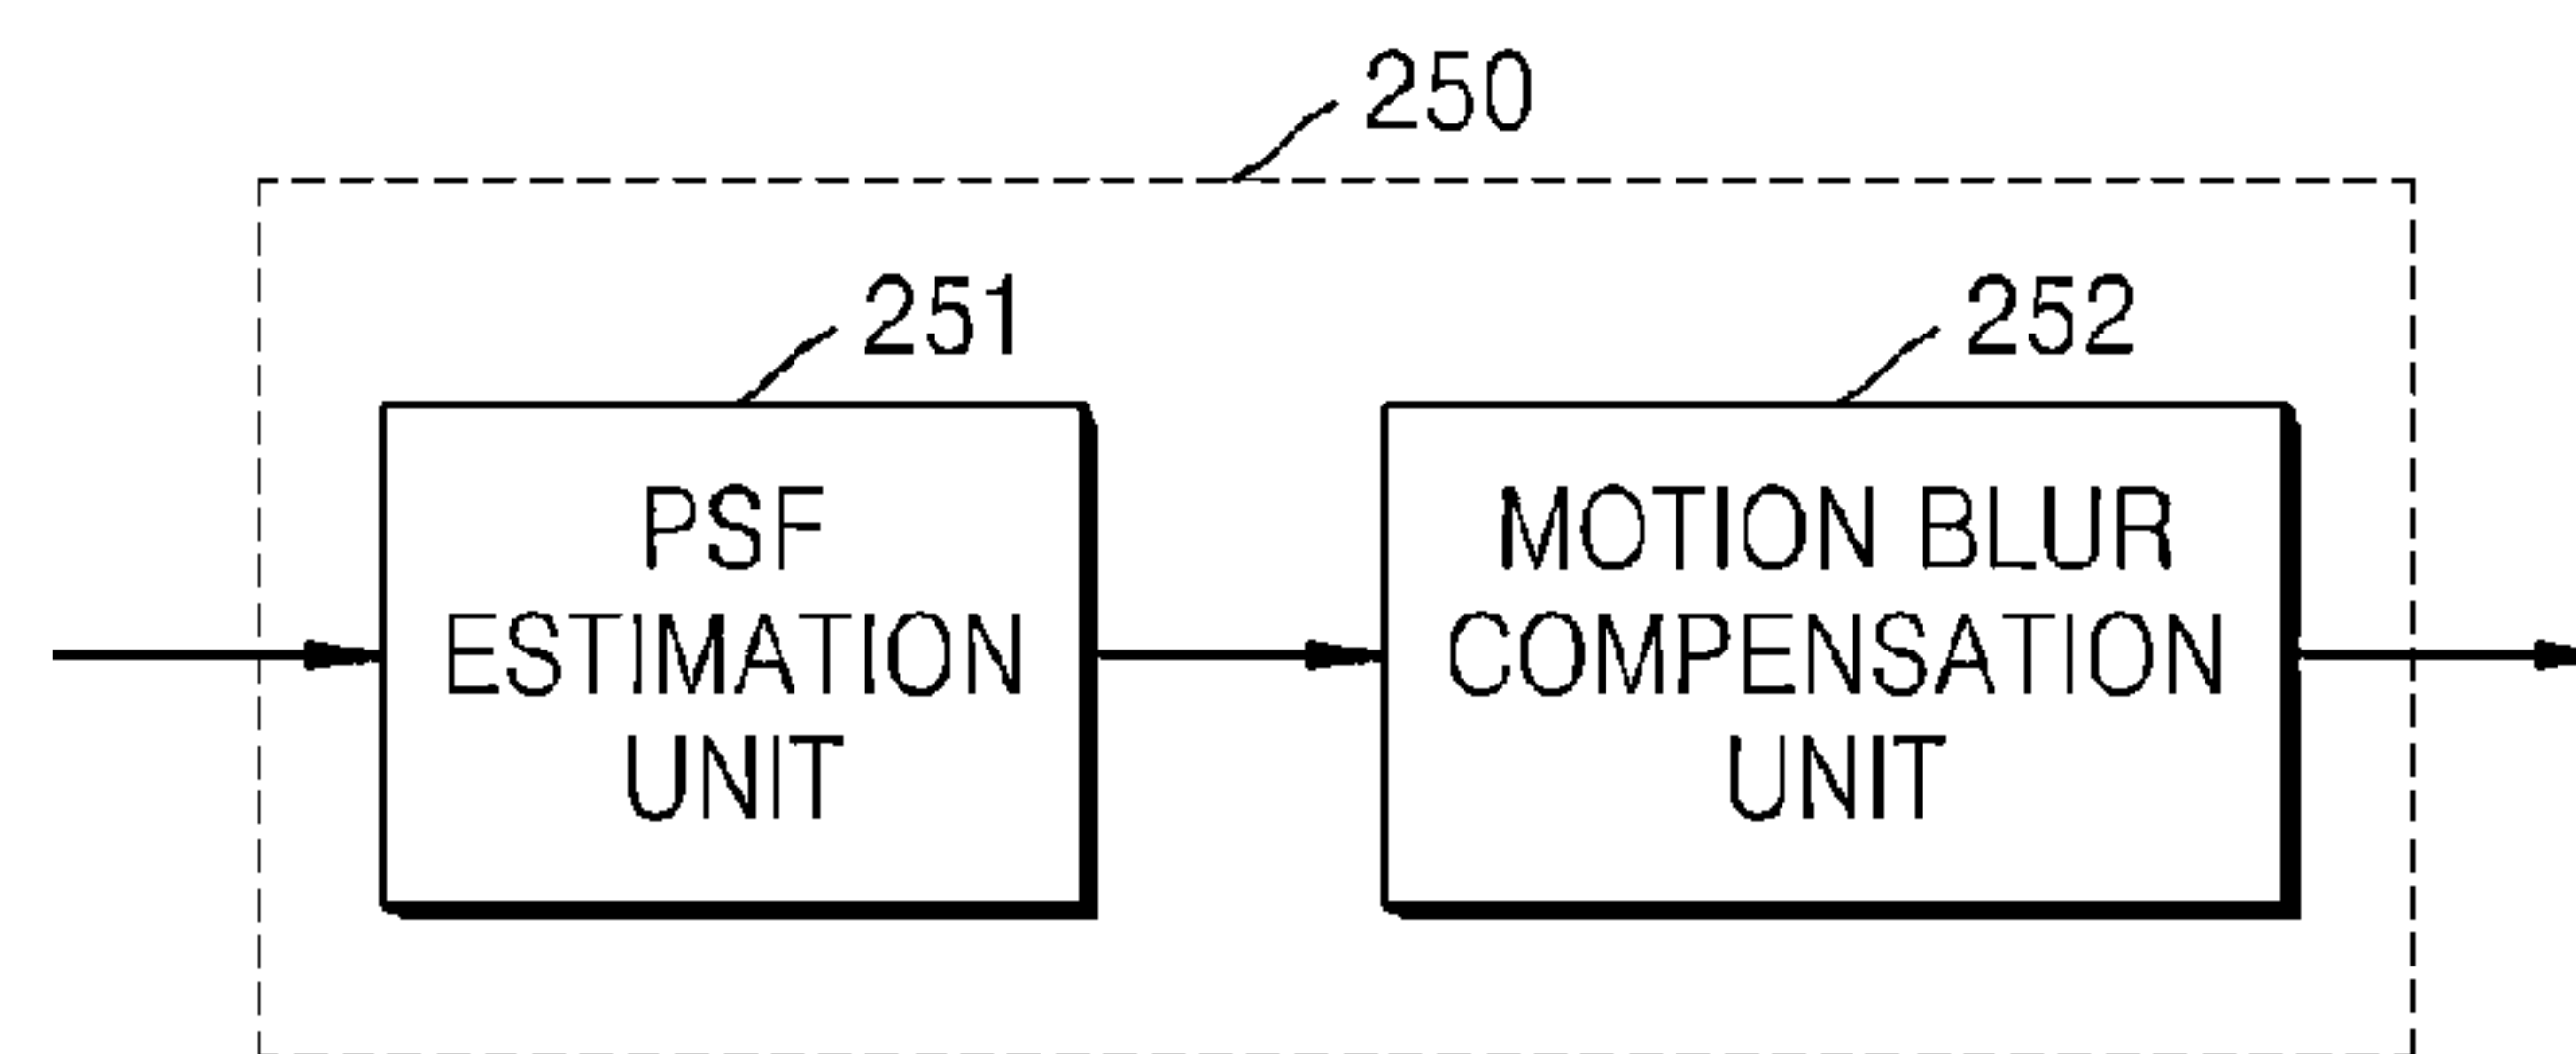 250
251
252
PSF
ESTIMATION
UNIT
MOTION BLUR
COMPENSATION
UNIT